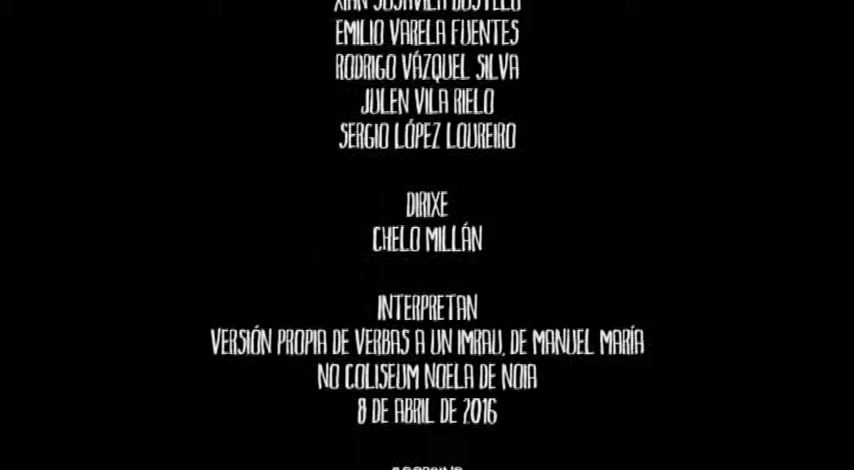 EMILIO VARELA FUENTES
RODRIGO VÁZQUEL SILVA
JULEN VILA RIELO
SERGIO LÓPEZ LOUREIRO
DIRIXE
CHELO MILLÁN
INTERPRETAN
VERSIÓN PROPIA DE VERBAS A UN IMRAU, DE MANUEL MARÍA
NO COLISEUM NOELA DE NOIA
8 DE ABRIL DE 2016